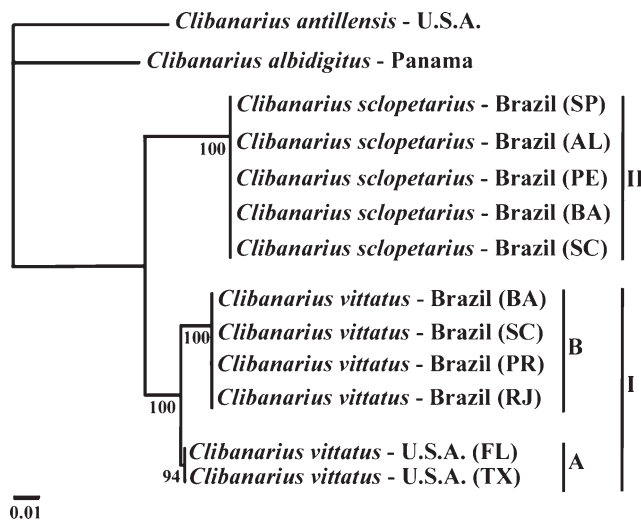 Clibanarius antillensis - U.S.A.
Clibanarius albidigitus - Panama
Clibanarius sclopetarius - Brazil (SP)
Clibanarius sclopetarius - Brazil (AL)
100
Clibanarius sclopetarius - Brazil (PE)
II
Clibanarius sclopetarius - Brazil (BA)
Clibanarius sclopetarius - Brazil (SC)
Clibanarius vittatus - Brazil (BA)
Clibanarius vittatus - Brazil (SC)
100
B
Clibanarius vittatus - Brazil (PR)
I
Clibanarius vittatus - Brazil (RJ)
100
Clibanarius vittatus - U.S.A. (FL)
A
94
Clibanarius vittatus - U.S.A. (TX)
0.01